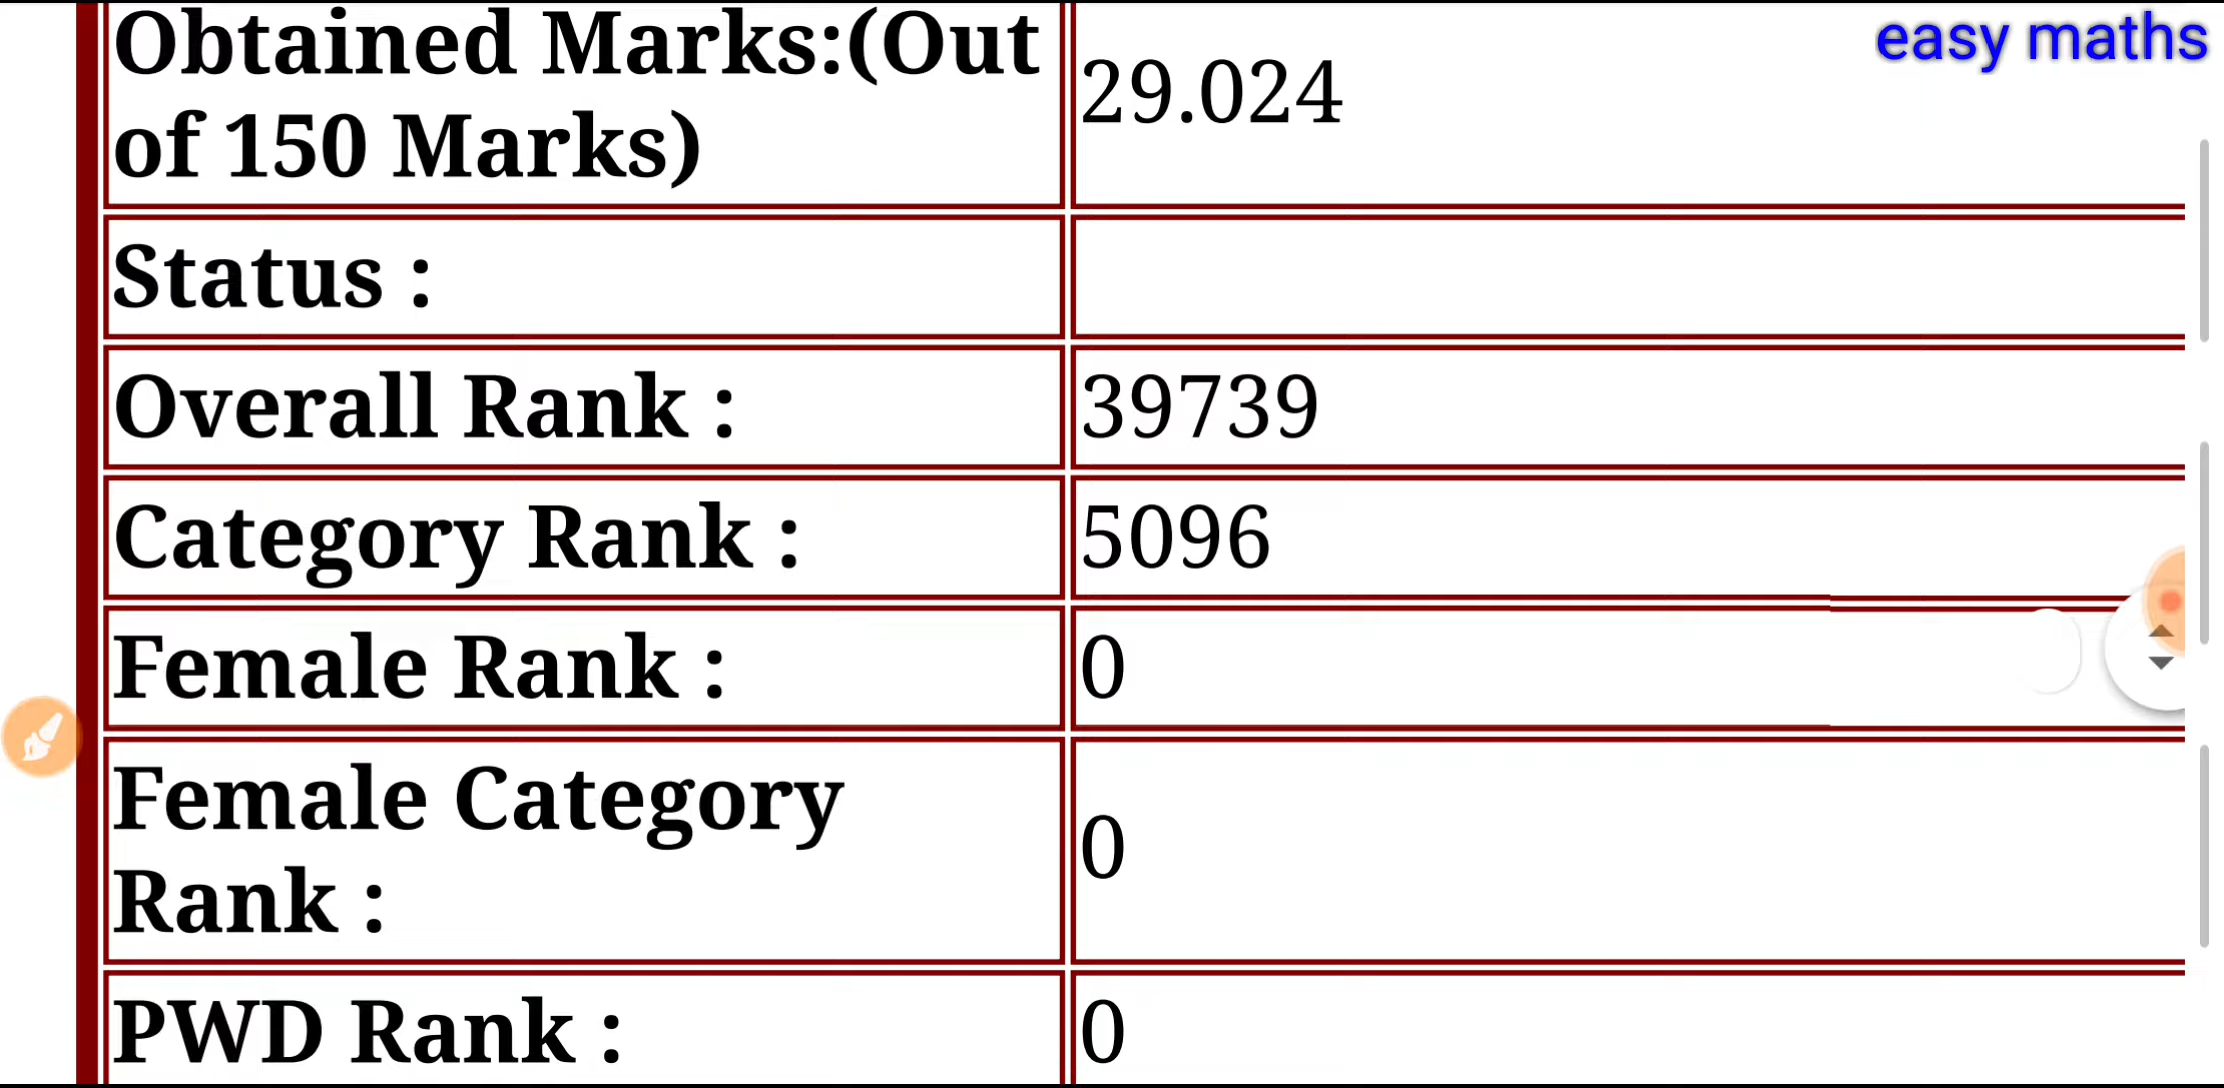 easy maths
Obtained Marks:(Out
of 150 Marks)
29.024
Status :
Overall Rank :
39739
Category Rank :
5096
Female Rank :
0
Female Category
Rank :
0
PWD Rank :
0